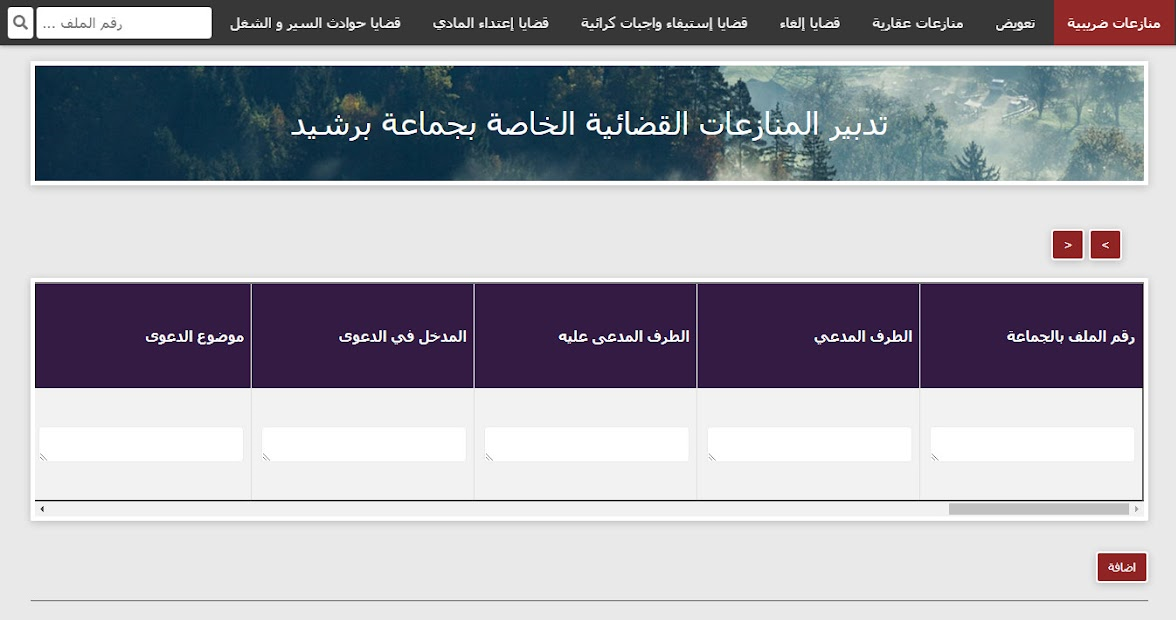 منازعات ضريبية
تعويض
منازعات عقارية
قضايا إلغاء
قضايا إستيفاء واجبات كرائية
قضايا إعتداء المادي
قضايا حوادث السير و الشغل
رقم الملف ...
تدبير المنازعات القضائية الخاصة بجماعة برشيد
>
<
رقم الملف بالجماعة
الطرف المدعي
الطرف المدعى عليه
المدخل في الدعوى
موضوع الدعوى
اضافة